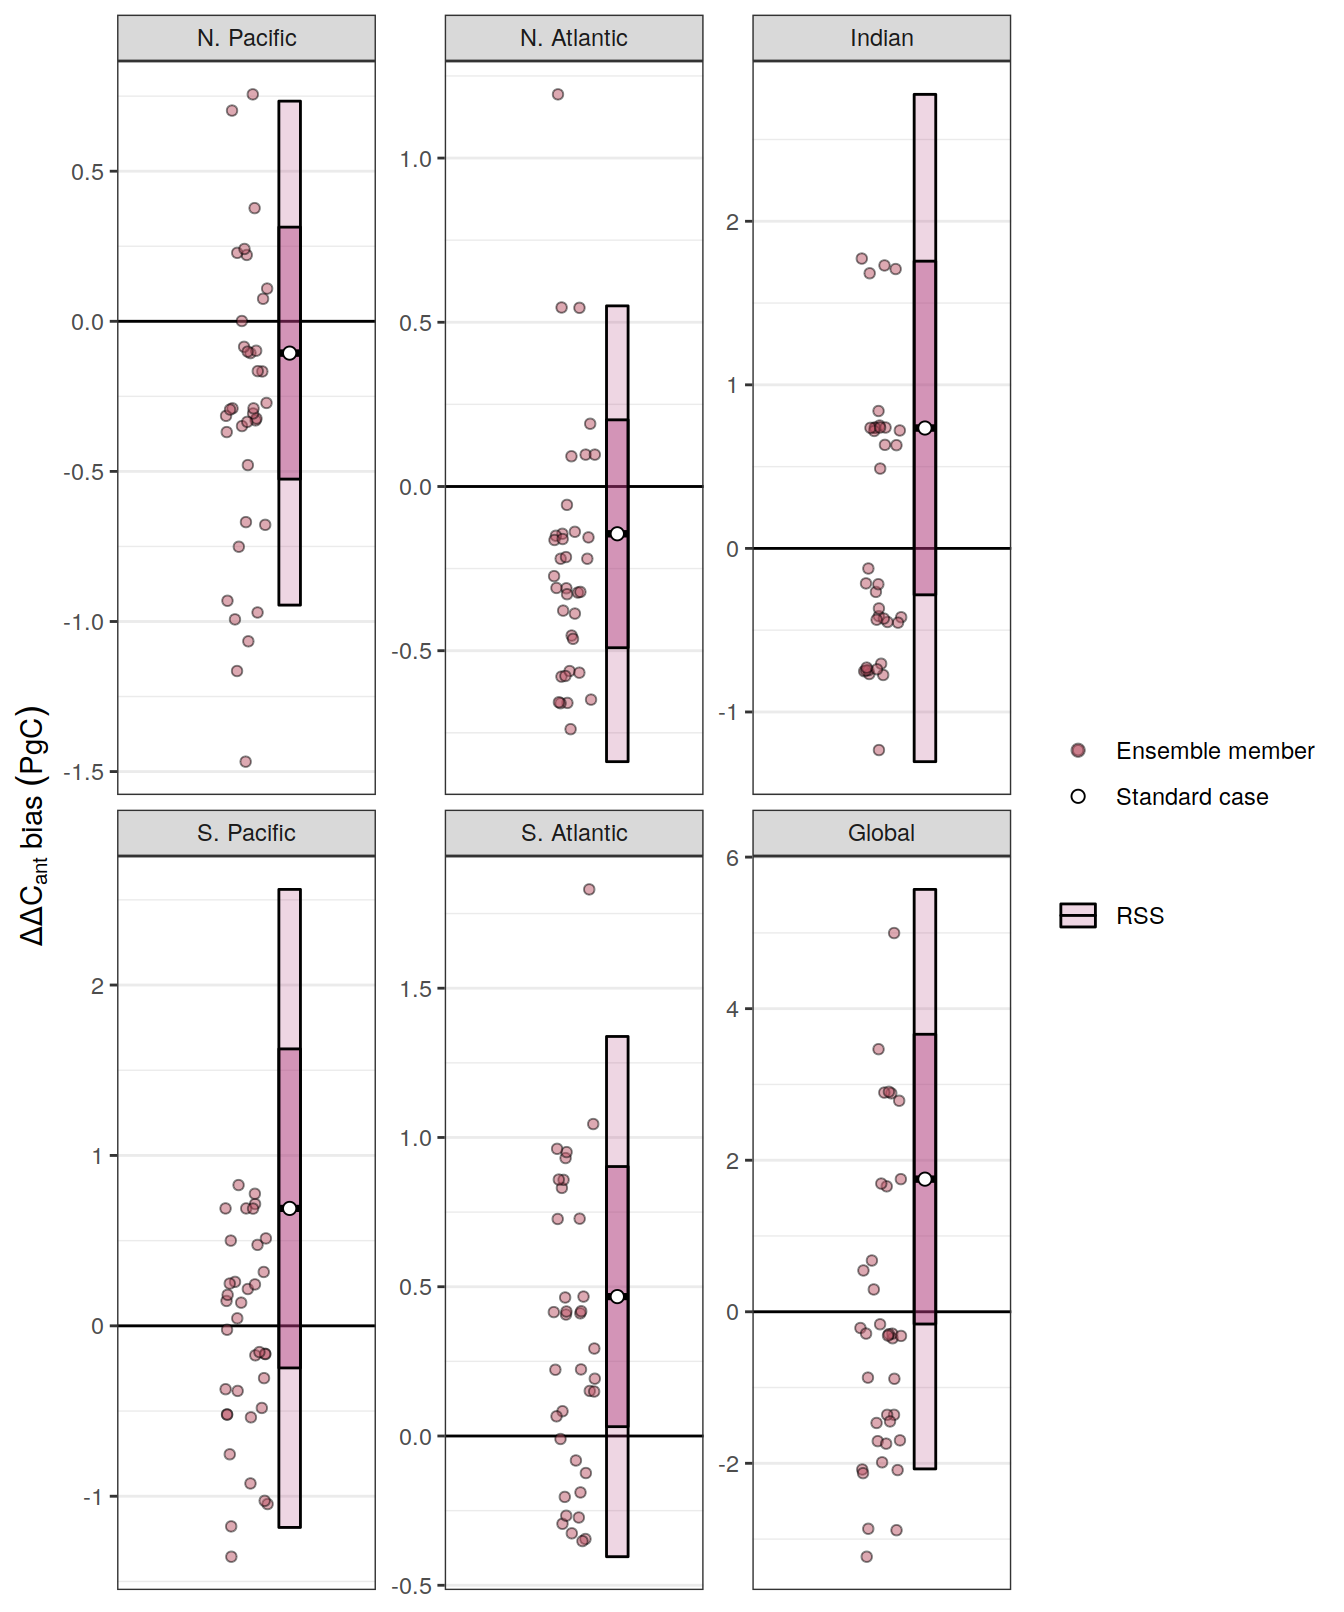 N. Pacific
N. Atlantic
Indian
0.5
0.0
-0.5
-1.0
-1.5
1.0
0.5
0.0
-0.5
2
1
0
-1
S. Pacific
S. Atlantic
Global
2
1
0
-1
1.5
1.0
0.5
0.0
-0.5
6
4
2
0
-2
ΔΔCant bias (PgC)
Ensemble member
Standard case
RSS